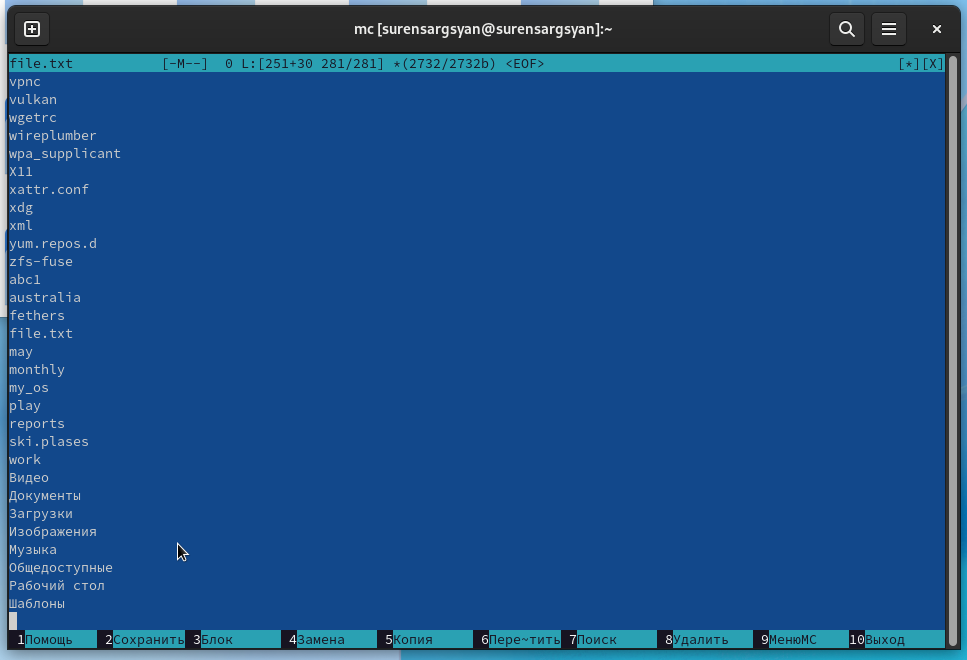 mc [surensargsyan@surensargsyan]:~
file.txt [-M--] 0 L:[251+30 281/281] *(2732/2732b) <EOF> [*][X]
vpnc
vulkan
wgetrc
wireplumber
wpa_supplicant
X11
xattr.conf
xdg
xml
yum.repos.d
zfs-fuse
abc1
australia
fethers
file.txt
may
monthly
my_os
play
reports
ski.plases
work
Видео
Документы
Загрузки
Изображения
Музыка
Общедоступные
Рабочий стол
Шаблоны
1Помощь 2Сохранить 3Блок 4Замена 5Копия 6Пере~тить 7Поиск 8Удалить 9МенюMC 10Выход